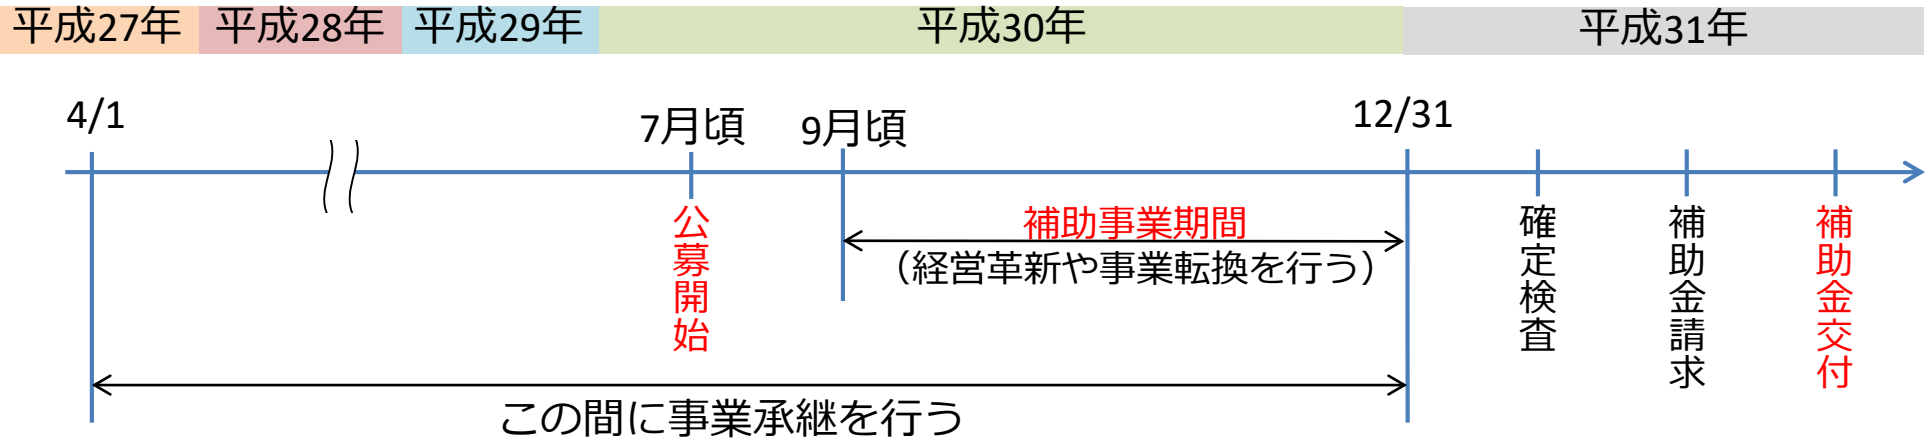 平成27年
平成28年
平成29年
平成30年
平成31年
4/1
7月頃
9月頃
12/31
公募開始
補助事業期間
（経営革新や事業転換を行う）
確定検査
補助金請求
補助金交付
この間に事業承継を行う